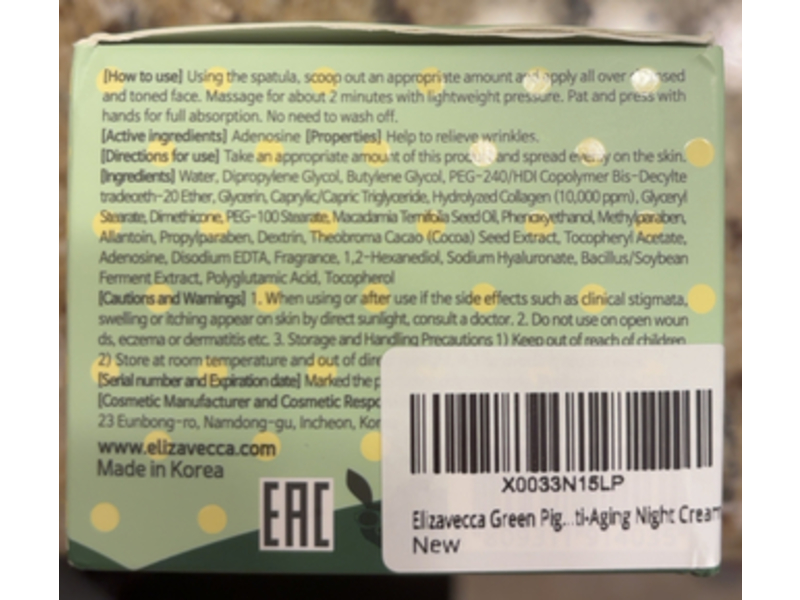 [How to use] Using the spatula, scoop out an appropriate amount and apply all over cleansed
and toned face. Massage for about 2 minutes with lightweight pressure. Pat and press with
hands for full absorption. No need to wash off.
[Active ingredients] Adenosine [Properties] Help to relieve wrinkles.
[Directions for use] Take an appropriate amount of this product and spread evenly on the skin.
[Ingredients] Water, Dipropylene Glycol, Butylene Glycol, PEG-240/HDI Copolymer Bis-Decylte
tradeceth-20 Ether, Glycerin, Caprylic/Capric Triglyceride, Hydrolyzed Collagen (10,000 ppm), Glyceryl
Stearate, Dimethicone, PEG-100 Stearate, Macadamia Ternifolia Seed Oil, Phenoxyethanol, Methylparaben,
Allantoin, Propylparaben, Dextrin, Theobroma Cacao (Cocoa) Seed Extract, Tocopheryl Acetate,
Adenosine, Disodium EDTA, Fragrance, 1,2-Hexanediol, Sodium Hyaluronate, Bacillus/Soybean
Ferment Extract, Polyglutamic Acid, Tocopherol
[Cautions and Warnings] 1. When using or after use if the side effects such as clinical stigmata,
swelling or itching appear on skin by direct sunlight, consult a doctor. 2. Do not use on open woun
ds, eczema or dermatitis etc. 3. Storage and Handling Precautions 1) Keep out of reach of children.
2) Store at room temperature and out of
[Serial number and Expiration date] Marked the
[Cosmetic Manufacturer and Cosmetic
23 Eunbong-ro, Namdong-gu, Incheon,
www.elizavecca.com
Made in Korea
EAC
X0033N15LP
Elizavecca Green Pig...ti-Aging Night Cream
New